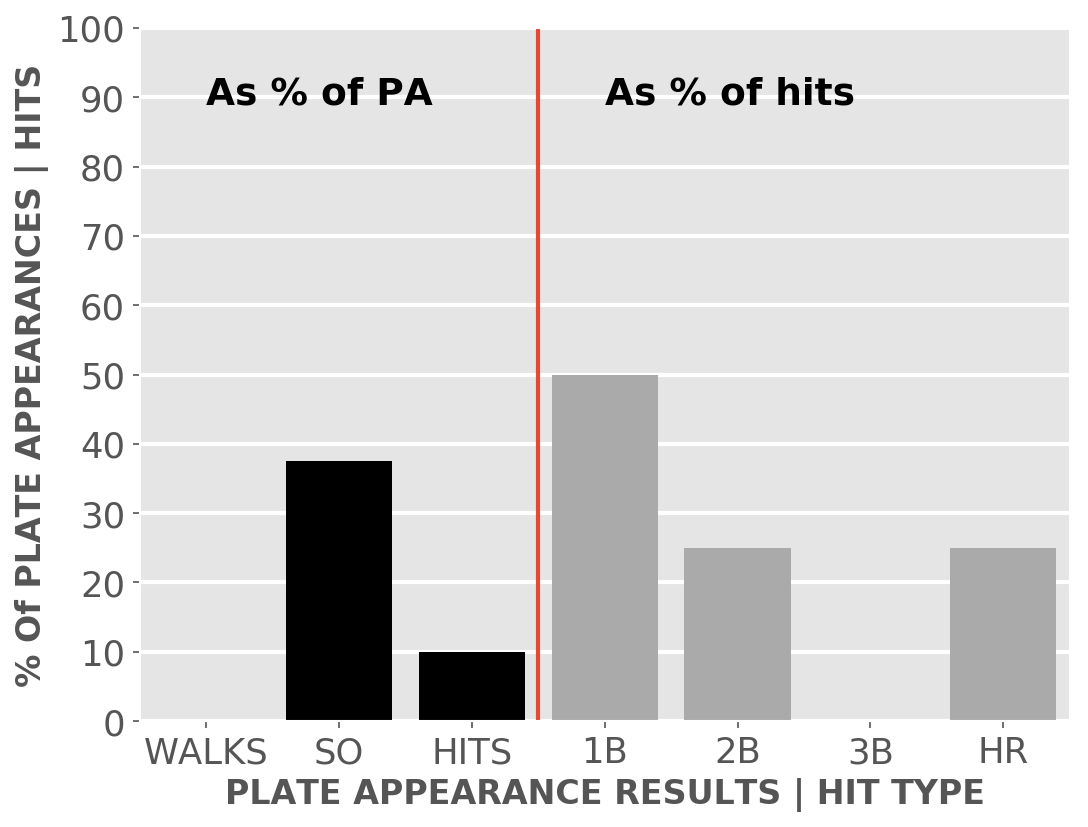 % Of PLATE APPEARANCES | HITS
100
90
80
70
60
50
40
30
20
10
0
As % of PA
As % of hits
WALKS SO HITS 1B 2B 3B HR
PLATE APPEARANCE RESULTS | HIT TYPE